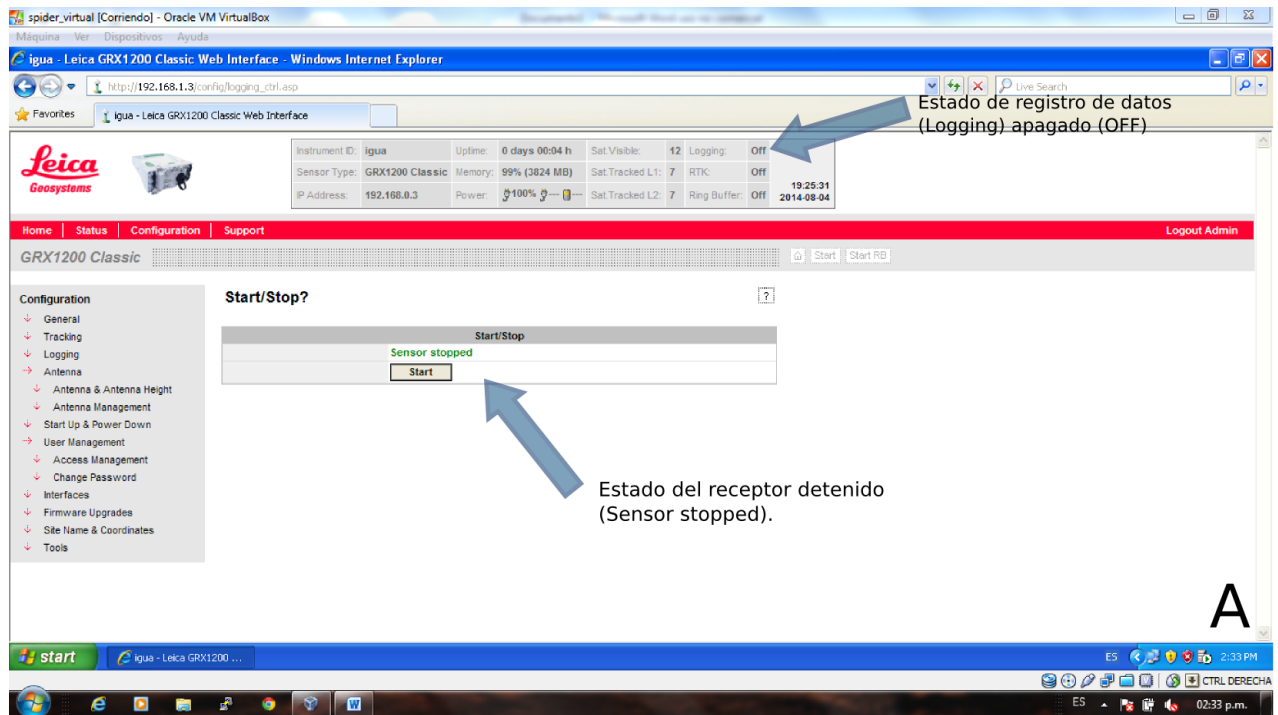 spider_virtual [Corriendo] - Oracle VM VirtualBox
Máquina Ver Dispositivos Ayuda
igua - Leica GRX1200 Classic Web Interface - Windows Internet Explorer
http://192.168.1.3/config/logging_ctrl.asp
Live Search
Favorites
igua - Leica GRX1200 Classic Web Interface
Estado de registro de datos
(Logging) apagado (OFF)
Leica
Geosystems
Instrument ID: igua Uptime: 0 days 00:04 h Sat.Visible: 12 Logging: Off
Sensor Type: GRX1200 Classic Memory: 99% (3824 MB) Sat.Tracked L1: 7 RTK: Off
IP Address: 192.168.0.3 Power: 100% --- --- Sat.Tracked L2: 7 Ring Buffer: Off
19:25:31
2014-08-04
Home Status Configuration Support Logout Admin
GRX1200 Classic
Start Start RB
Configuration
General
Tracking
Logging
Antenna
Antenna & Antenna Height
Antenna Management
Start Up & Power Down
User Management
Access Management
Change Password
Interfaces
Firmware Upgrades
Site Name & Coordinates
Tools
Start/Stop?
?
Start/Stop
Sensor stopped
Start
Estado del receptor detenido
(Sensor stopped).
A
start
igua - Leica GRX1200 ...
ES 2:33 PM
CTRL DERECHA
ES 02:33 p.m.